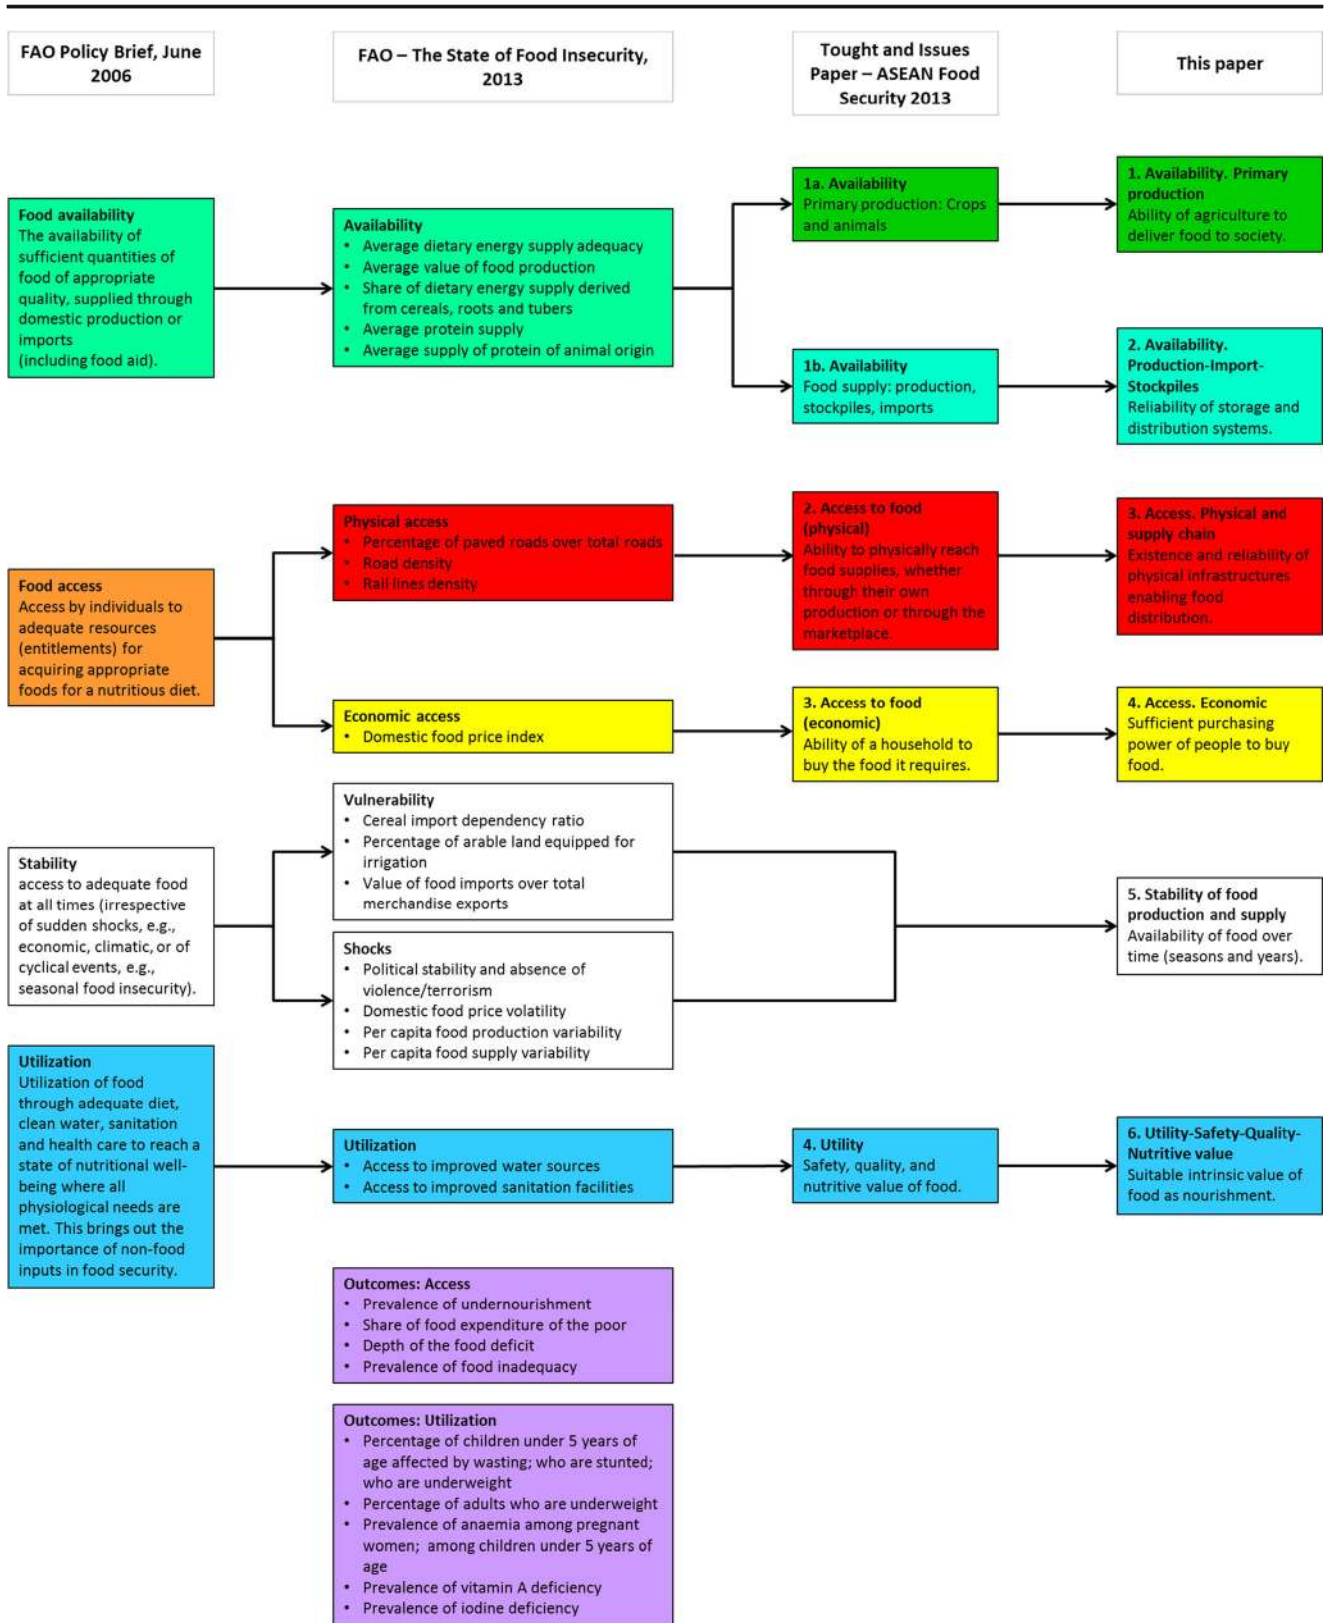 FAO Policy Brief, June
2006
FAO – The State of Food Insecurity,
2013
Tought and Issues
Paper – ASEAN Food
Security 2013
This paper
Food availability
The availability of
sufficient quantities of
food of appropriate
quality, supplied through
domestic production or
imports
(including food aid).
Availability
• Average dietary energy supply adequacy
• Average value of food production
• Share of dietary energy supply derived
from cereals, roots and tubers
• Average protein supply
• Average supply of protein of animal origin
1a. Availability
Primary production: Crops
and animals
1. Availability. Primary
production
Ability of agriculture to
deliver food to society.
1b. Availability
Food supply: production,
stockpiles, imports
2. Availability.
Production-Import-
Stockpiles
Reliability of storage and
distribution systems.
Food access
Access by individuals to
adequate resources
(entitlements) for
acquiring appropriate
foods for a nutritious diet.
Physical access
• Percentage of paved roads over total roads
• Road density
• Rail lines density
2. Access to food
(physical)
Ability to physically reach
food supplies, whether
through their own
production or through the
marketplace.
3. Access. Physical and
supply chain
Existence and reliability of
physical infrastructures
enabling food
distribution.
Economic access
• Domestic food price index
3. Access to food
(economic)
Ability of a household to
buy the food it requires.
4. Access. Economic
Sufficient purchasing
power of people to buy
food.
Stability
access to adequate food
at all times (irrespective
of sudden shocks, e.g.,
economic, climatic, or of
cyclical events, e.g.,
seasonal food insecurity).
Vulnerability
• Cereal import dependency ratio
• Percentage of arable land equipped for
irrigation
• Value of food imports over total
merchandise exports
Shocks
• Political stability and absence of
violence/terrorism
• Domestic food price volatility
• Per capita food production variability
• Per capita food supply variability
5. Stability of food
production and supply
Availability of food over
time (seasons and years).
Utilization
Utilization of food
through adequate diet,
clean water, sanitation
and health care to reach a
state of nutritional well-
being where all
physiological needs are
met. This brings out the
importance of non-food
inputs in food security.
Utilization
• Access to improved water sources
• Access to improved sanitation facilities
4. Utility
Safety, quality, and
nutritive value of food.
6. Utility-Safety-Quality-
Nutritive value
Suitable intrinsic value of
food as nourishment.
Outcomes: Access
• Prevalence of undernourishment
• Share of food expenditure of the poor
• Depth of the food deficit
• Prevalence of food inadequacy
Outcomes: Utilization
• Percentage of children under 5 years of
age affected by wasting; who are stunted;
who are underweight
• Percentage of adults who are underweight
• Prevalence of anaemia among pregnant
women; among children under 5 years of
age
• Prevalence of vitamin A deficiency
• Prevalence of iodine deficiency